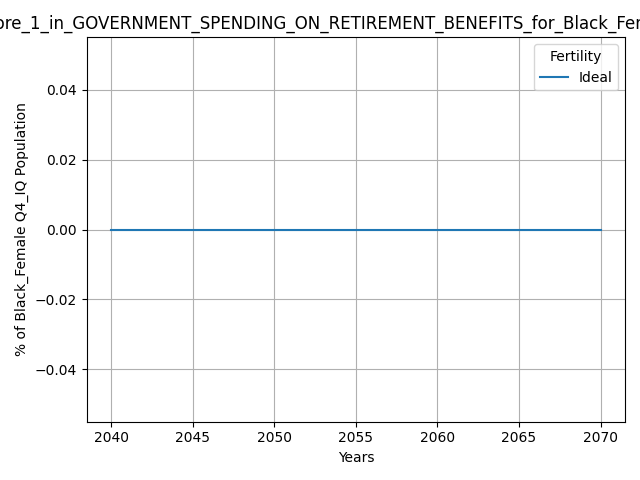 ore_1_in_GOVERNMENT_SPENDING_ON_RETIREMENT_BENEFITS_for_Black_Fer
Fertility
Ideal
0.04
0.02
0.00
−0.02
−0.04
% of Black_Female Q4_IQ Population
2040 2045 2050 2055 2060 2065 2070
Years